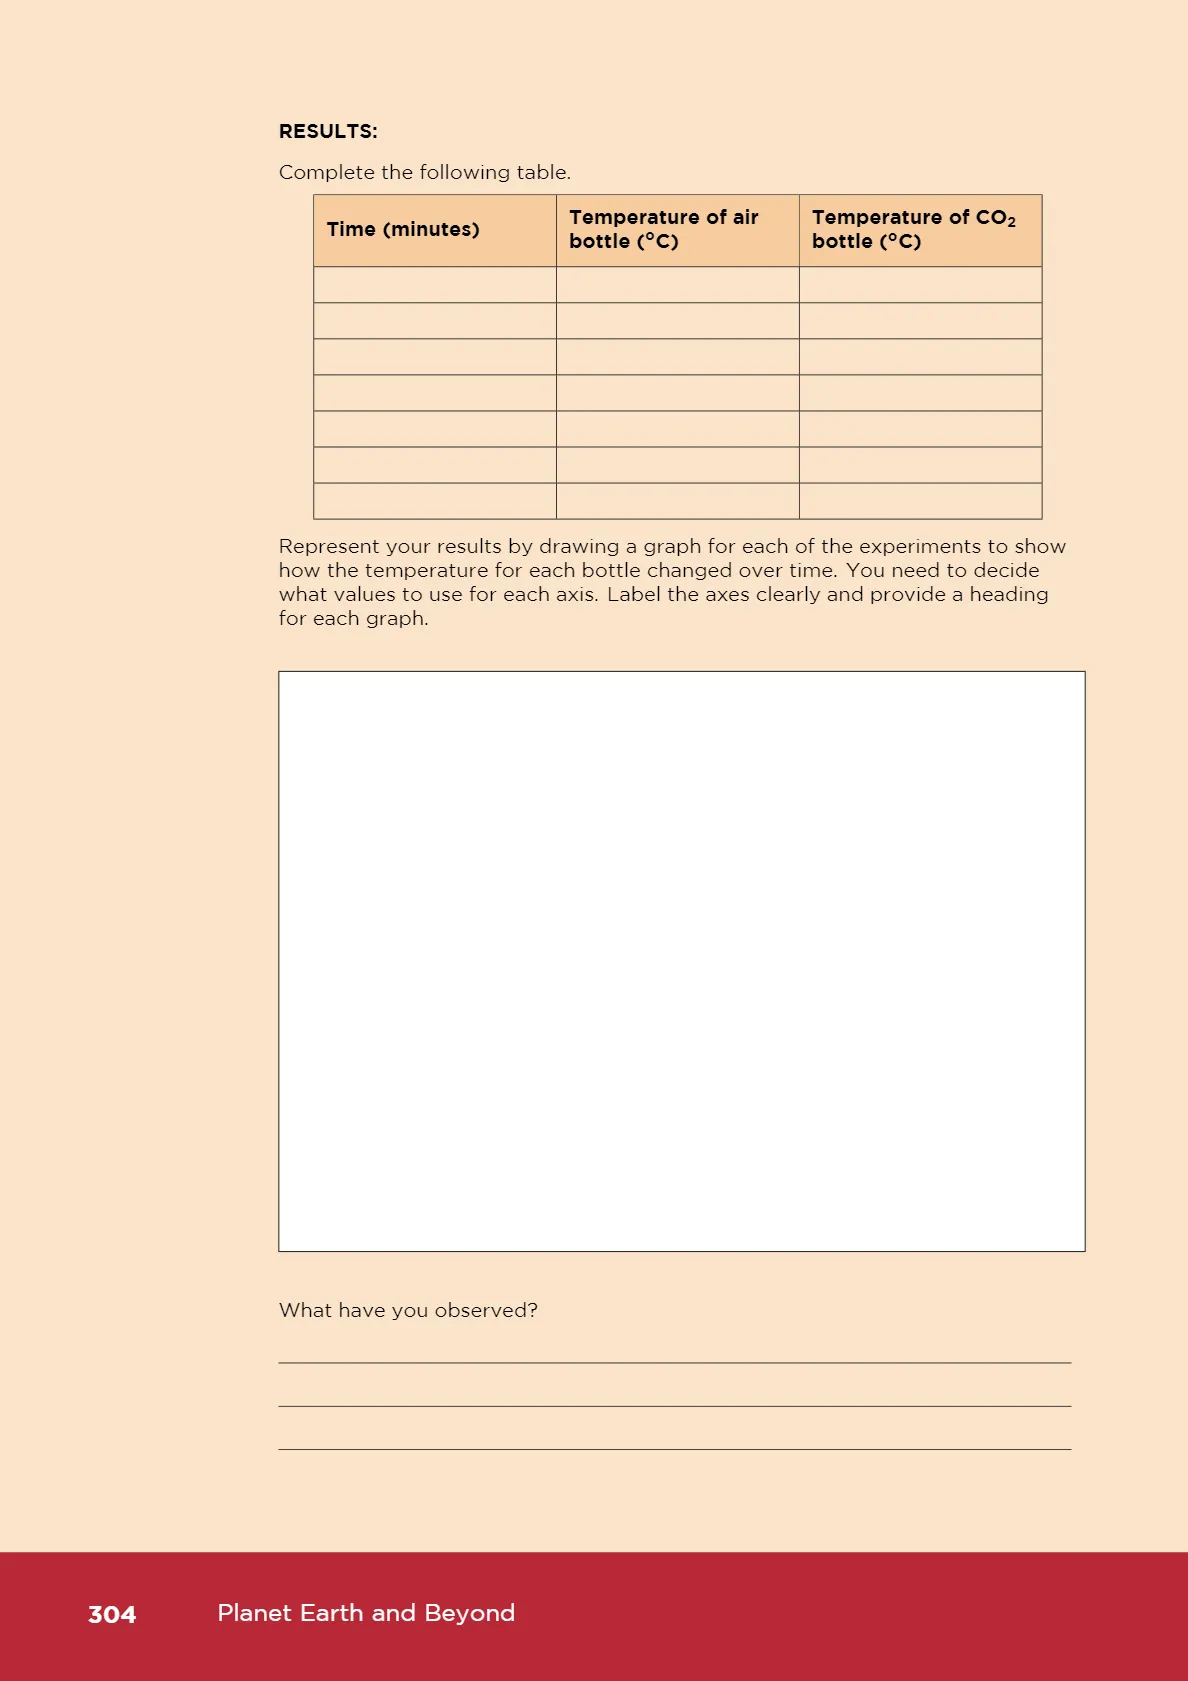 RESULTS:
Complete the following table.
Time (minutes)
Temperature of air
bottle (°C)
Temperature of CO₂
bottle (°C)
Represent your results by drawing a graph for each of the experiments to show
how the temperature for each bottle changed over time. You need to decide
what values to use for each axis. Label the axes clearly and provide a heading
for each graph.
What have you observed?
304 Planet Earth and Beyond